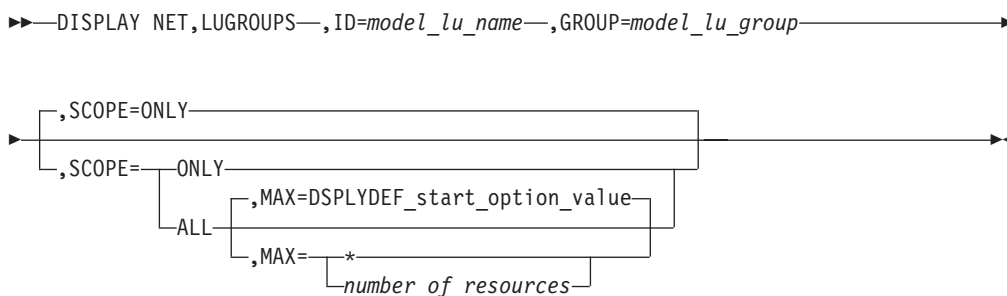 DISPLAY NET,LUGROUPS ,ID=model_lu_name ,GROUP=model_lu_group
,SCOPE=ONLY
,SCOPE= ONLY
,MAX=DSPLYDEF_start_option_value
ALL
,MAX= *
number of resources